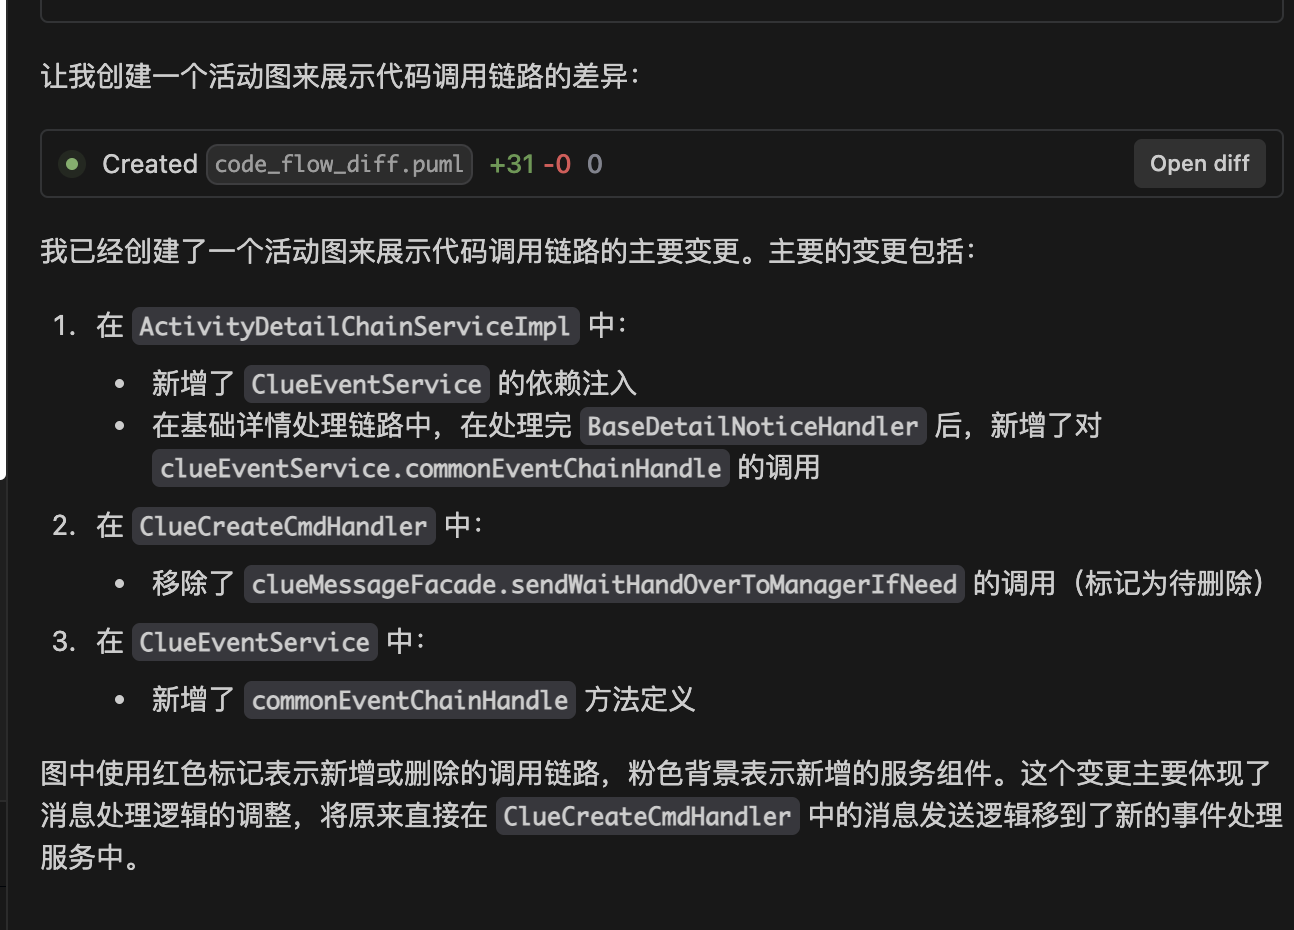 让我创建一个活动图来展示代码调用链路的差异：
Created code_flow_diff.puml +31 -0 0 Open diff
我已经创建了一个活动图来展示代码调用链路的主要变更。主要的变更包括：
1. 在 ActivityDetailChainServiceImpl 中：
• 新增了 ClueEventService 的依赖注入
• 在基础详情处理链路中，在处理完 BaseDetailNoticeHandler 后，新增了对
clueEventService.commonEventChainHandle 的调用
2. 在 ClueCreateCmdHandler 中：
• 移除了 clueMessageFacade.sendWaitHandOverToManagerIfNeed 的调用（标记为待删除）
3. 在 ClueEventService 中：
• 新增了 commonEventChainHandle 方法定义
图中使用红色标记表示新增或删除的调用链路，粉色背景表示新增的服务组件。这个变更主要体现了
消息处理逻辑的调整，将原来直接在 ClueCreateCmdHandler 中的消息发送逻辑移到了新的事件处理
服务中。